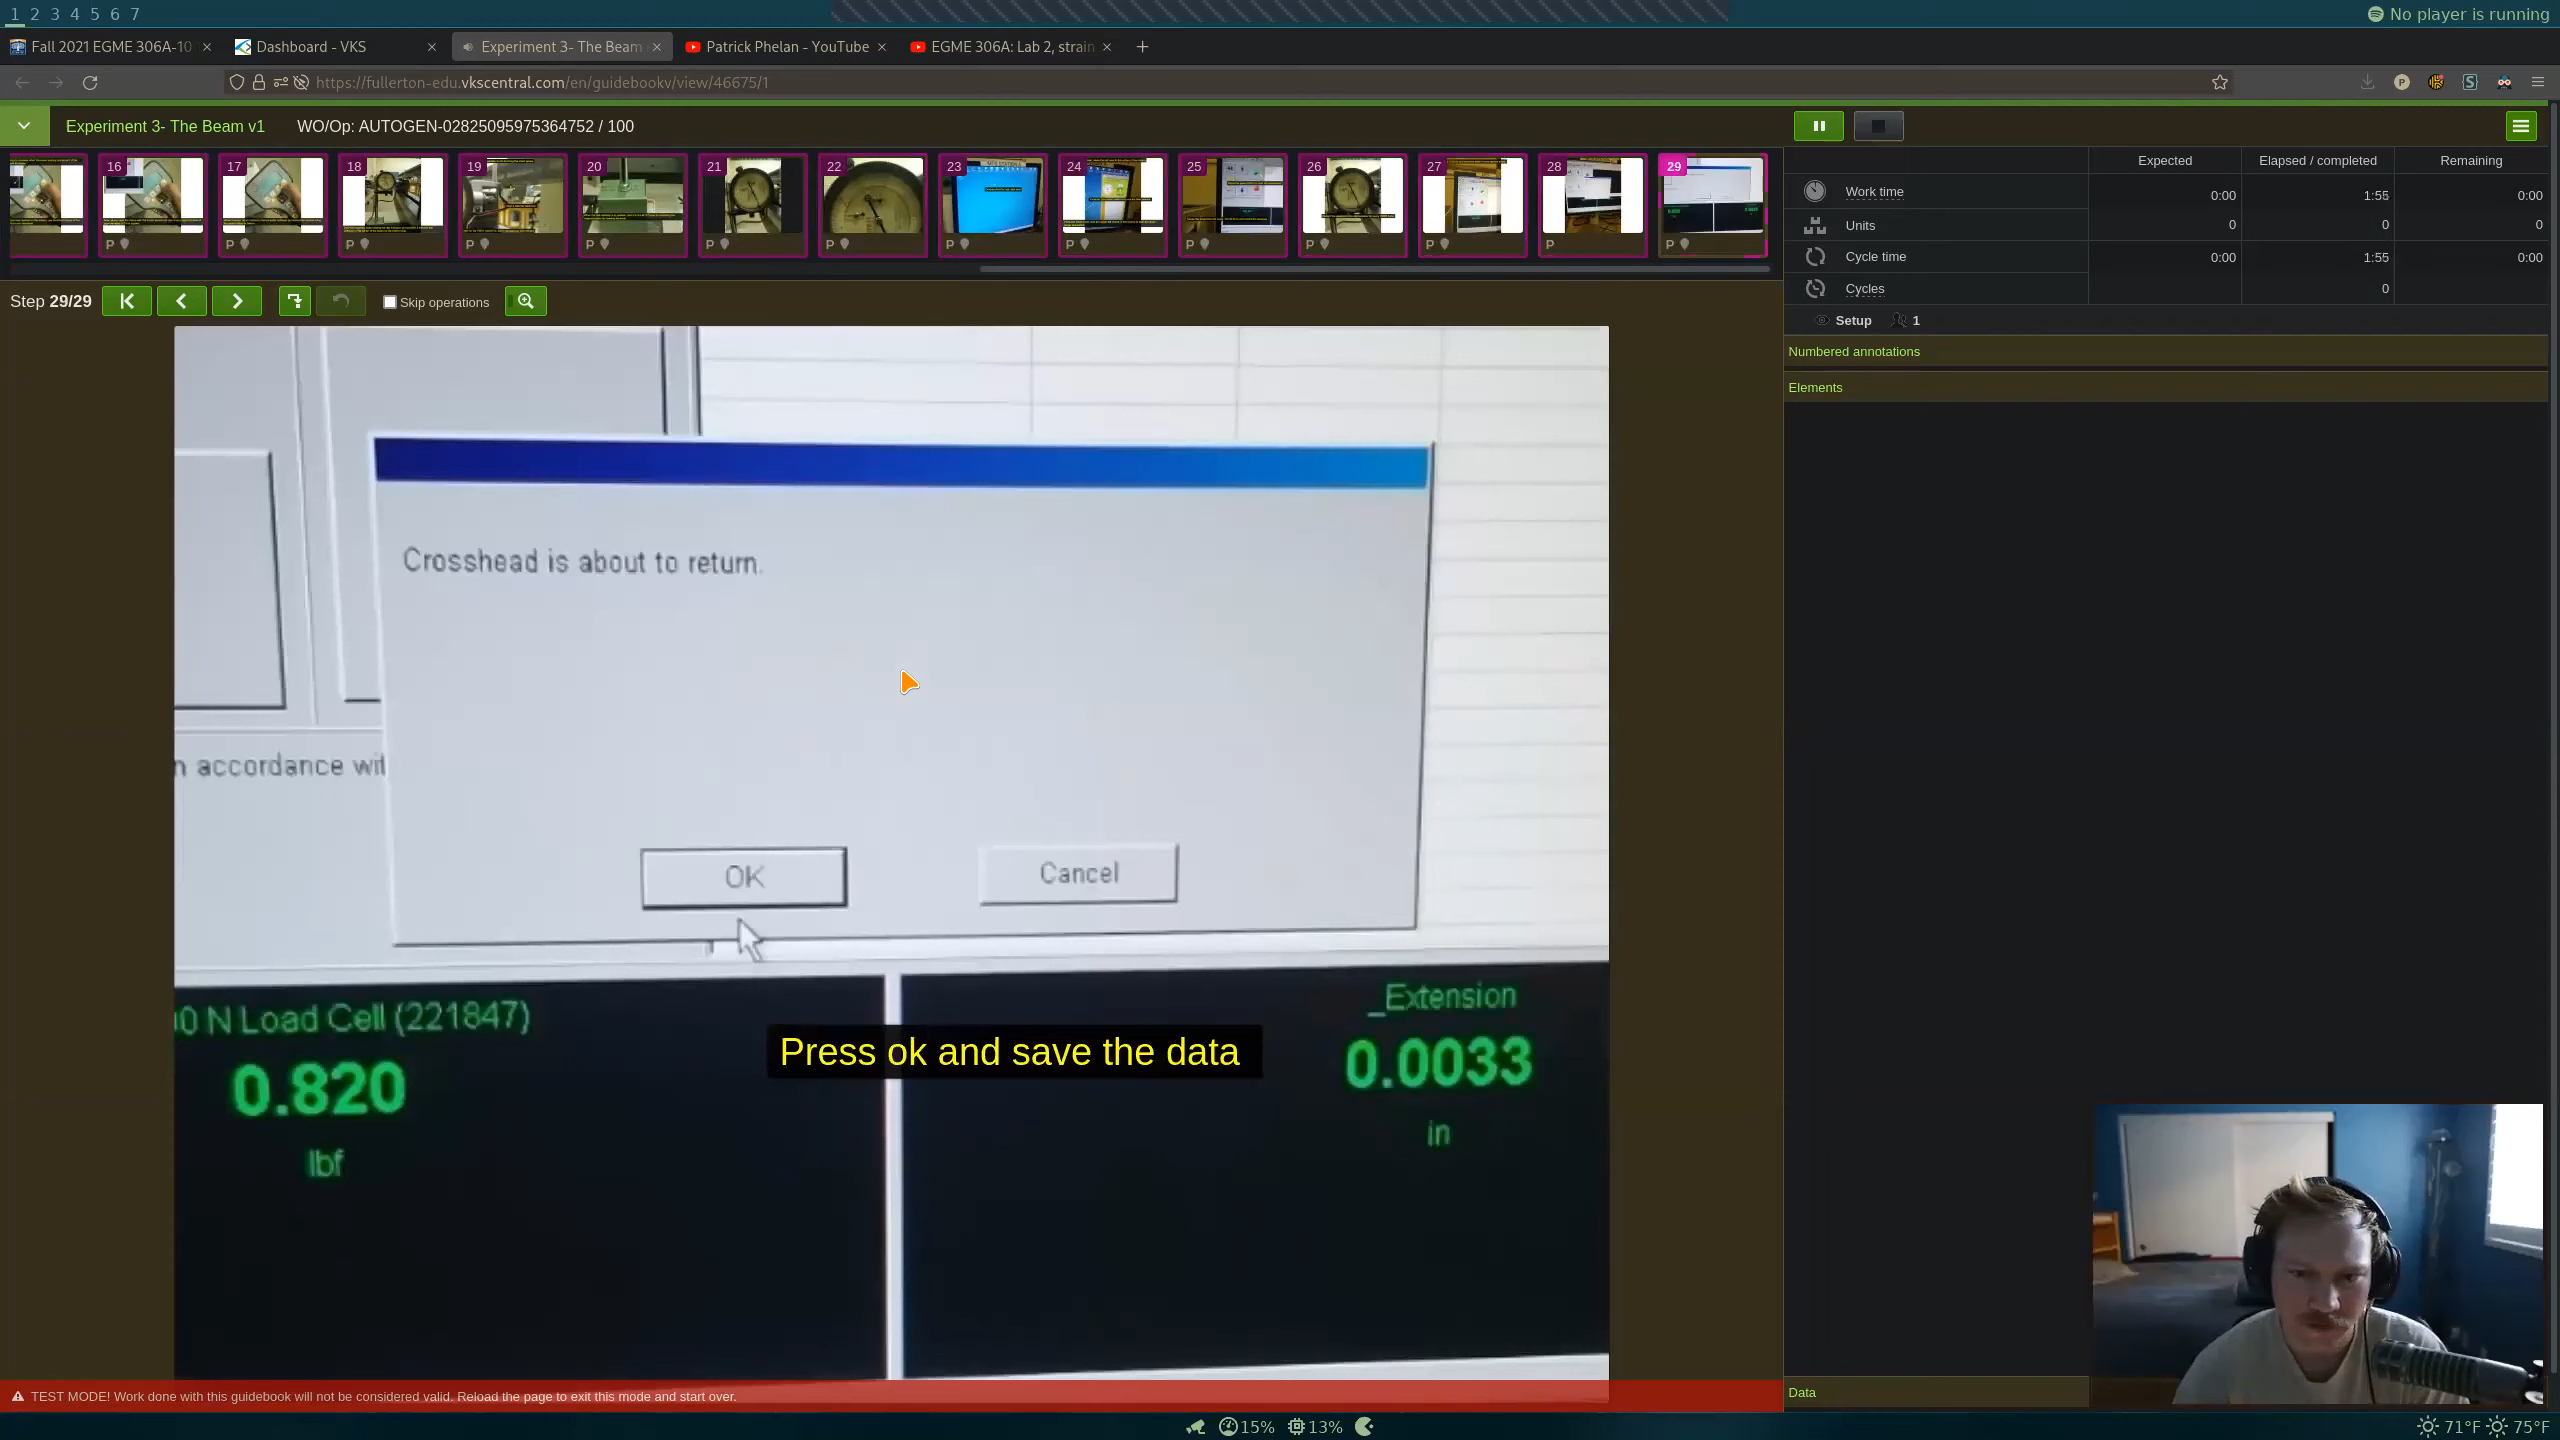 1 2 3 4 5 6 7
No player is running
Fall 2021 EGME 306A-10
Dashboard - VKS
Experiment 3- The Beam
Patrick Phelan - YouTube
EGME 306A: Lab 2, strain
https://fullerton-edu.vkscentral.com/en/guidebookv/view/46675/1
Experiment 3- The Beam v1
WO/Op: AUTOGEN-02825095975364752 / 100
16 17 18 19 20 21 22 23 24 25 26 27 28 29
P P P P P P P P P P P P P P
Step 29/29
Skip operations
Expected
Elapsed / completed
Remaining
Work time
0:00
1:55
0:00
Units
0
0
0
Cycle time
0:00
1:55
0:00
Cycles
0
Setup
1
Numbered annotations
Elements
Crosshead is about to return.
n accordance wit
OK
Cancel
0 N Load Cell (221847)
0.820
lbf
_Extension
0.0033
in
Press ok and save the data
TEST MODE! Work done with this guidebook will not be considered valid. Reload the page to exit this mode and start over.
Data
15%
13%
71°F
75°F